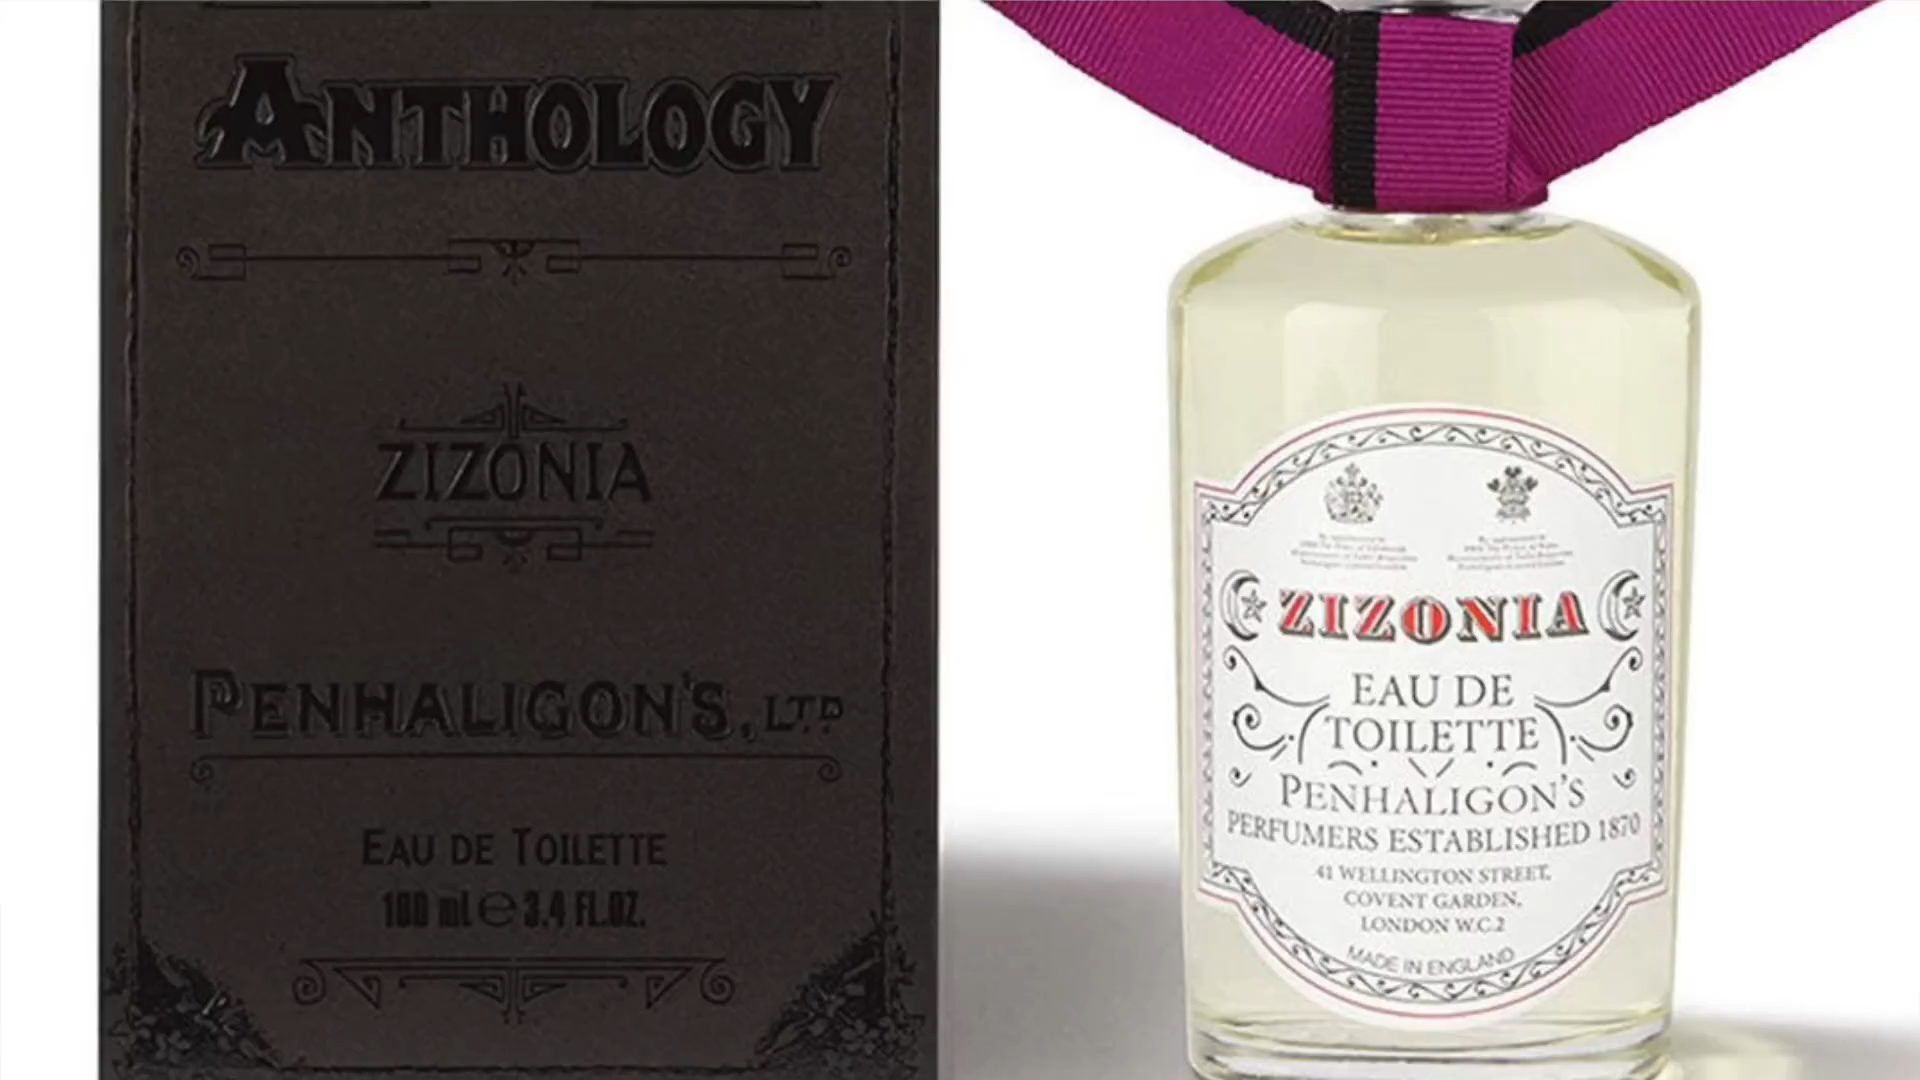 ANTHOLOGY
ZIZONIA
PENHALIGON'S, LTD
EAU DE TOILETTE
100 ml e 3.4 FL.OZ.
ZIZONIA
EAU DE
TOILETTE
PENHALIGON'S
PERFUMERS ESTABLISHED 1870
41 WELLINGTON STREET,
COVENT GARDEN,
LONDON W.C.2
MADE IN ENGLAND